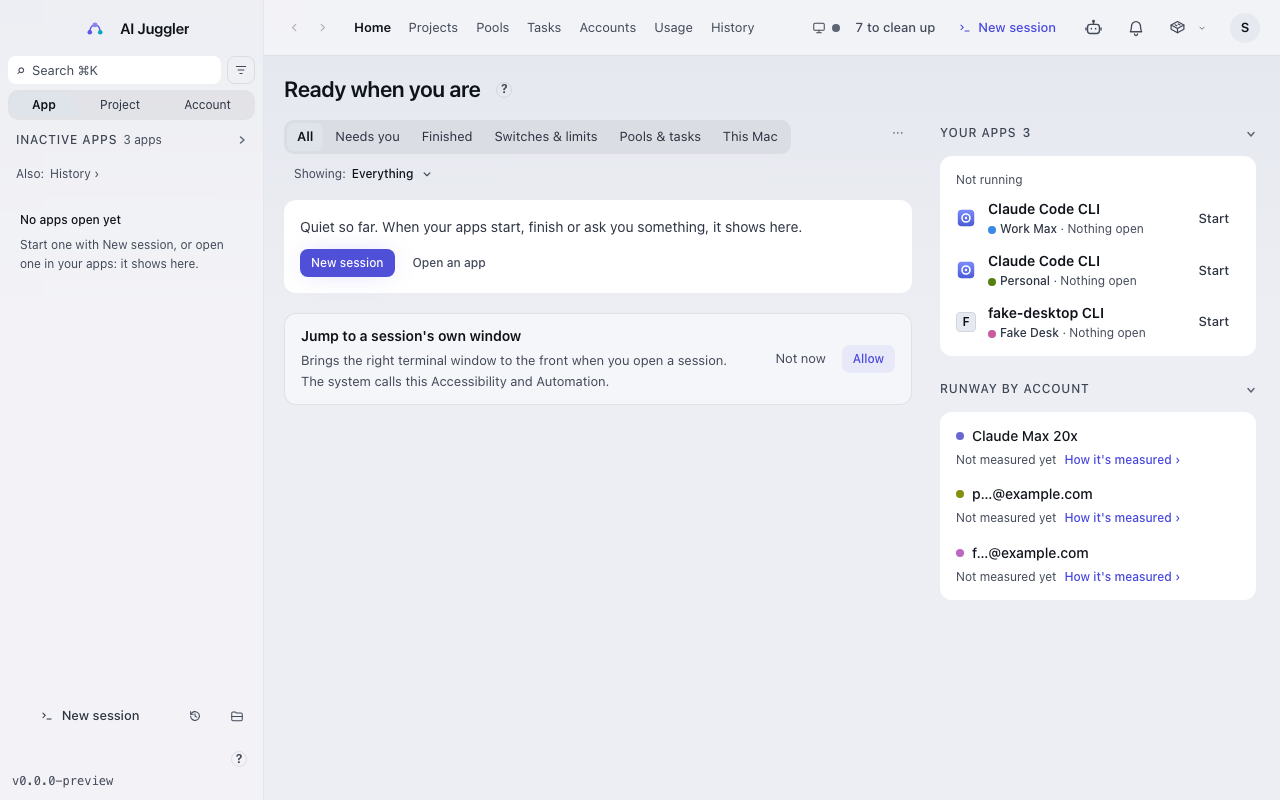 AI Juggler
Search ⌘K
App Project Account
INACTIVE APPS 3 apps
Also: History ›
No apps open yet
Start one with New session, or open
one in your apps: it shows here.
New session
?
v0.0.0-preview
Home Projects Pools Tasks Accounts Usage History
7 to clean up
New session
S
Ready when you are ?
All Needs you Finished Switches & limits Pools & tasks This Mac
...
Showing: Everything
Quiet so far. When your apps start, finish or ask you something, it shows here.
New session Open an app
Jump to a session's own window
Brings the right terminal window to the front when you open a session.
The system calls this Accessibility and Automation.
Not now Allow
YOUR APPS 3
Not running
Claude Code CLI
Work Max · Nothing open
Start
Claude Code CLI
Personal · Nothing open
Start
F
fake-desktop CLI
Fake Desk · Nothing open
Start
RUNWAY BY ACCOUNT
Claude Max 20x
Not measured yet How it's measured ›
p...@example.com
Not measured yet How it's measured ›
f...@example.com
Not measured yet How it's measured ›